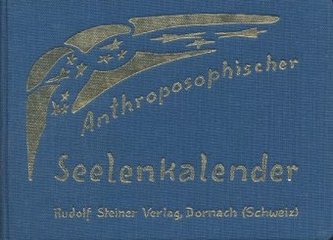 Anthroposophischer
Seelenkalender
Rudolf Steiner Verlag, Dornach (Schweiz)